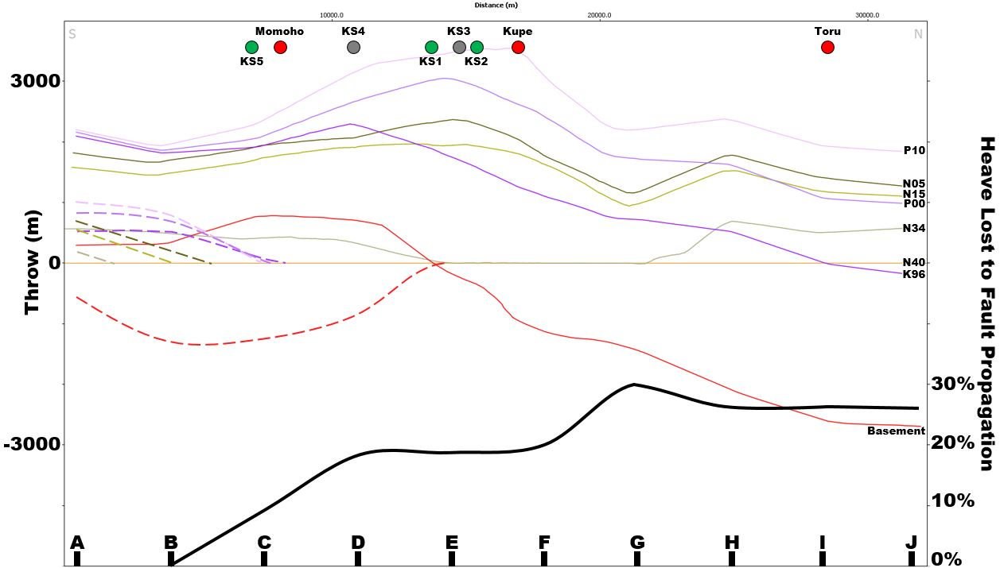 Distance (m)
10000.0 20000.0 30000.0
S N
Momoho KS4 KS3 Kupe Toru
KS5 KS1 KS2
3000
0
-3000
Throw (m)
P10
N05
N15
P00
N34
N40
K96
Basement
30%
20%
10%
0%
Heave Lost to Fault Propagation
A B C D E F G H I J